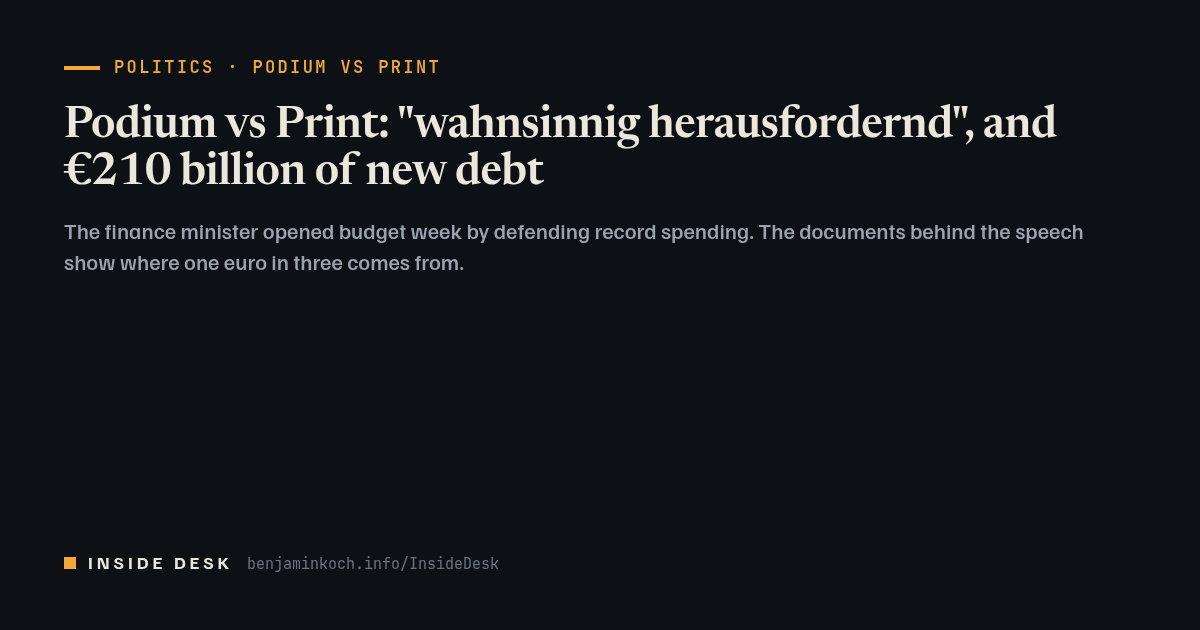 POLITICS · PODIUM VS PRINT
Podium vs Print: "wahnsinnig herausfordernd", and
€210 billion of new debt
The finance minister opened budget week by defending record spending. The documents behind the speech
show where one euro in three comes from.
INSIDE DESK benjaminkoch.info/InsideDesk